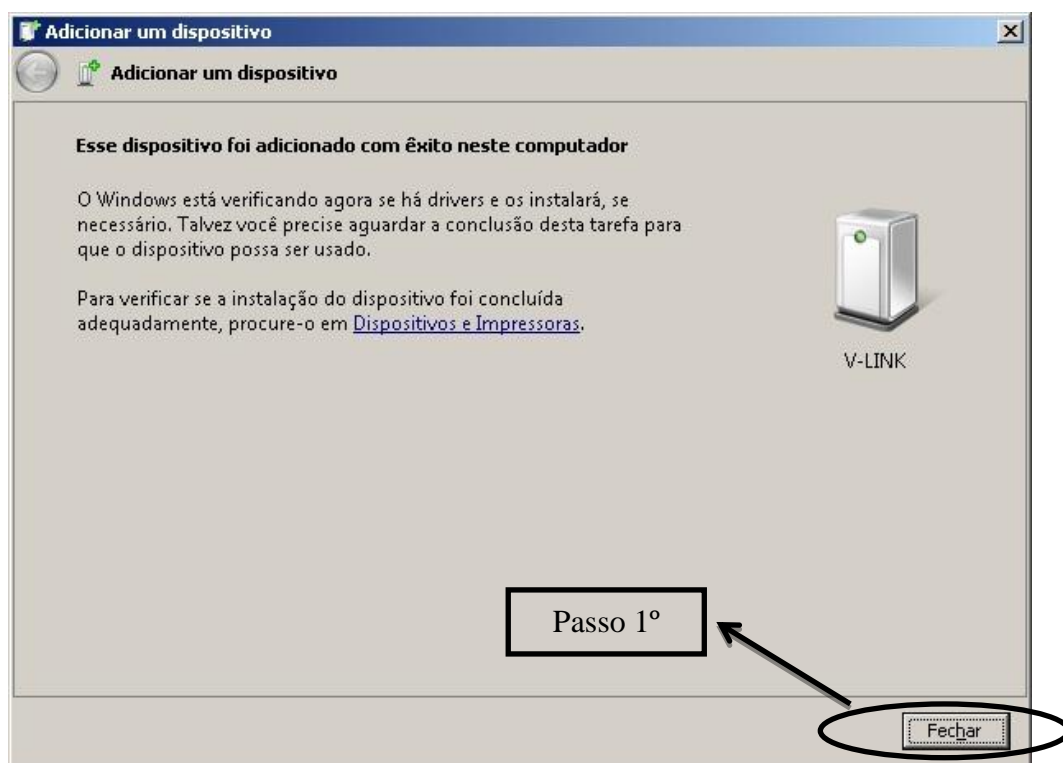 Adicionar um dispositivo
Adicionar um dispositivo
Esse dispositivo foi adicionado com êxito neste computador
O Windows está verificando agora se há drivers e os instalará, se
necessário. Talvez você precise aguardar a conclusão desta tarefa para
que o dispositivo possa ser usado.
Para verificar se a instalação do dispositivo foi concluída
adequadamente, procure-o em Dispositivos e Impressoras.
V-LINK
Passo 1º
Fechar